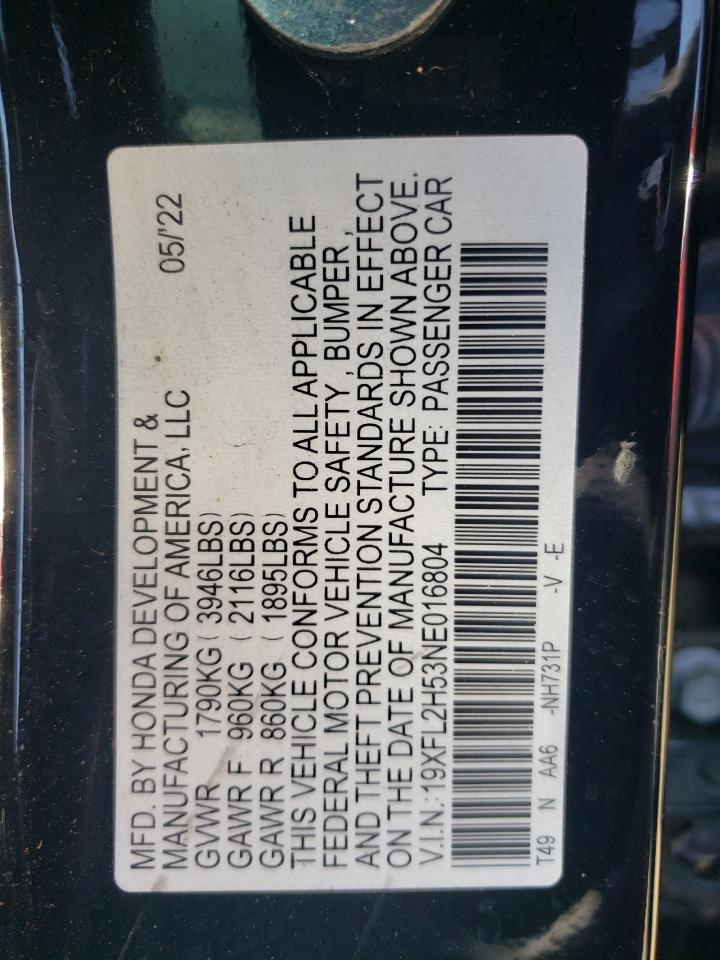 MFD. BY HONDA DEVELOPMENT &
MANUFACTURING OF AMERICA, LLC 05/'22
GVWR 1790KG ( 3946LBS)
GAWR F 960KG ( 2116LBS)
GAWR R 860KG ( 1895LBS)
THIS VEHICLE CONFORMS TO ALL APPLICABLE
FEDERAL MOTOR VEHICLE SAFETY , BUMPER ,
AND THEFT PREVENTION STANDARDS IN EFFECT
ON THE DATE OF MANUFACTURE SHOWN ABOVE.
V.I.N.:19XFL2H53NE016804 TYPE: PASSENGER CAR
T49 N AA6 -NH731P -V -E